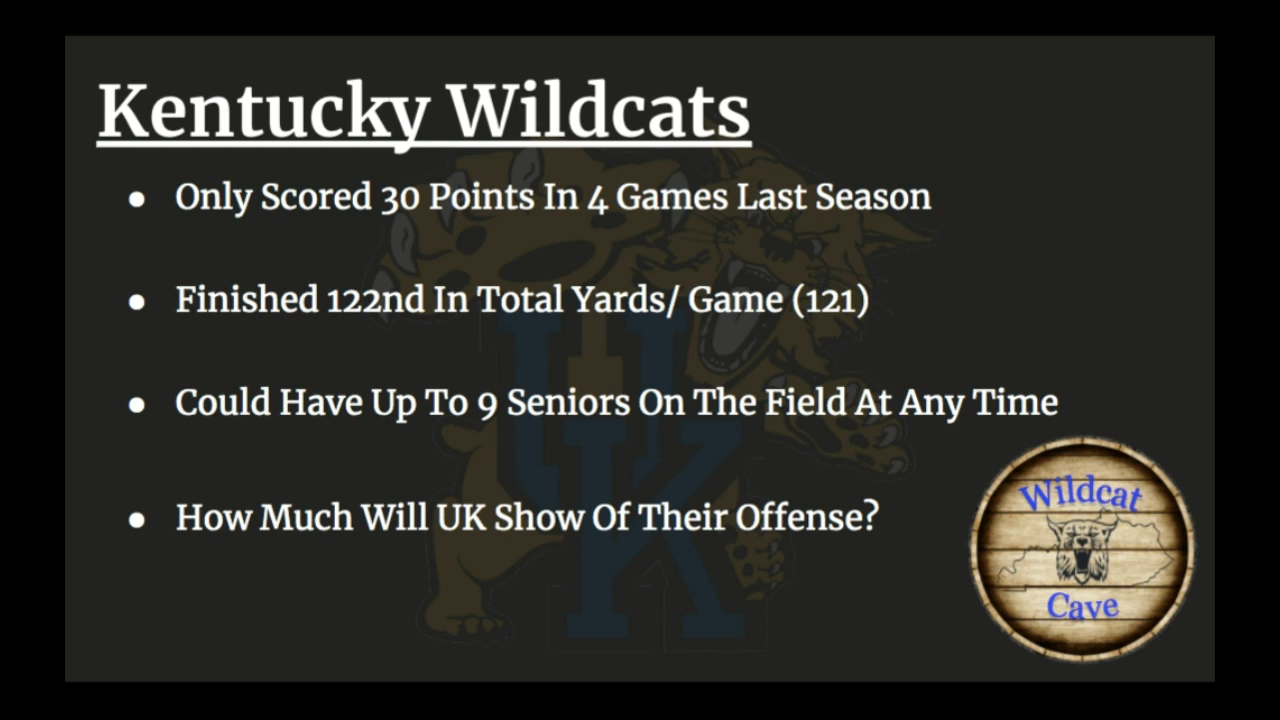 Kentucky Wildcats
● Only Scored 30 Points In 4 Games Last Season
● Finished 122nd In Total Yards/ Game (121)
● Could Have Up To 9 Seniors On The Field At Any Time
● How Much Will UK Show Of Their Offense?
UK
Wildcat
Cave